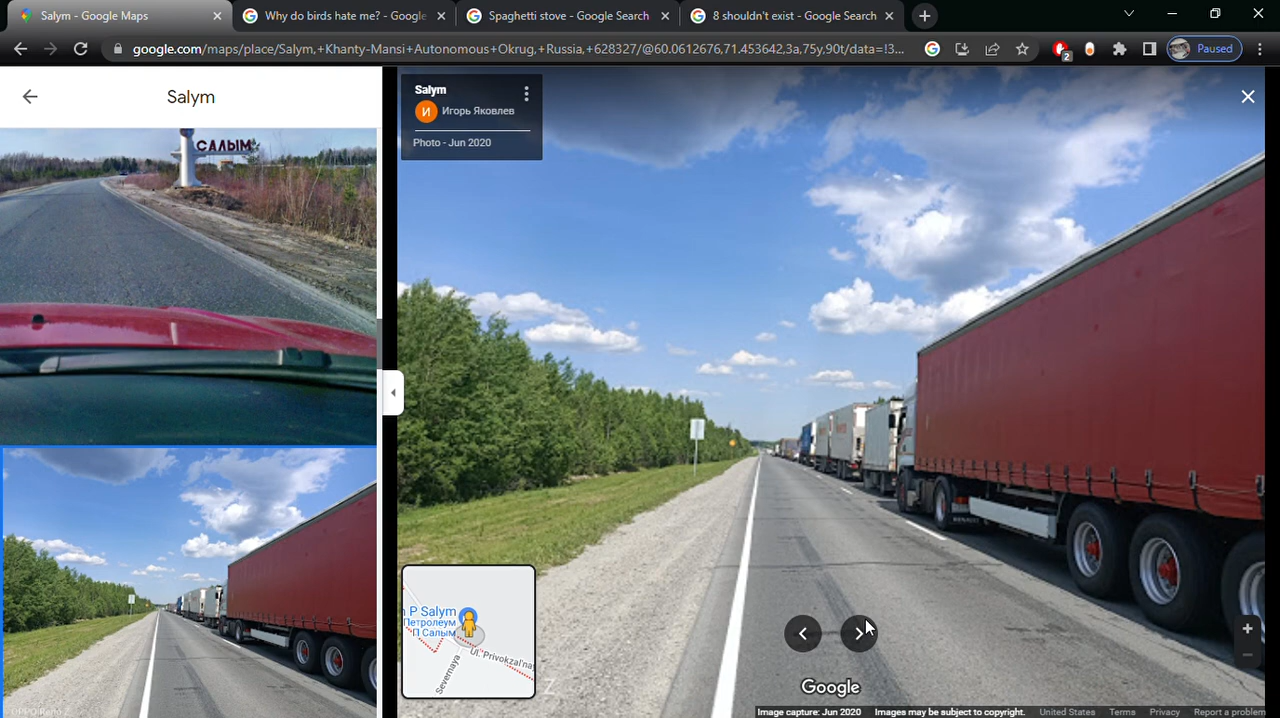 Salym - Google Maps
Why do birds hate me? - Google
Spaghetti stove - Google Search
8 shouldn't exist - Google Search
google.com/maps/place/Salym,+Khanty-Mansi+Autonomous+Okrug,+Russia,+628327/@60.0612676,71.453642,3a,75y,90t/data=!3...
2
Paused
Salym
САЛЫМ
Salym
И
Игорь Яковлев
Photo - Jun 2020
P Salym
Петролеум
П Салым
Severnaya
Ul. Privokzal'nay
Google
Image capture: Jun 2020 Images may be subject to copyright. United States Terms Privacy Report a problem